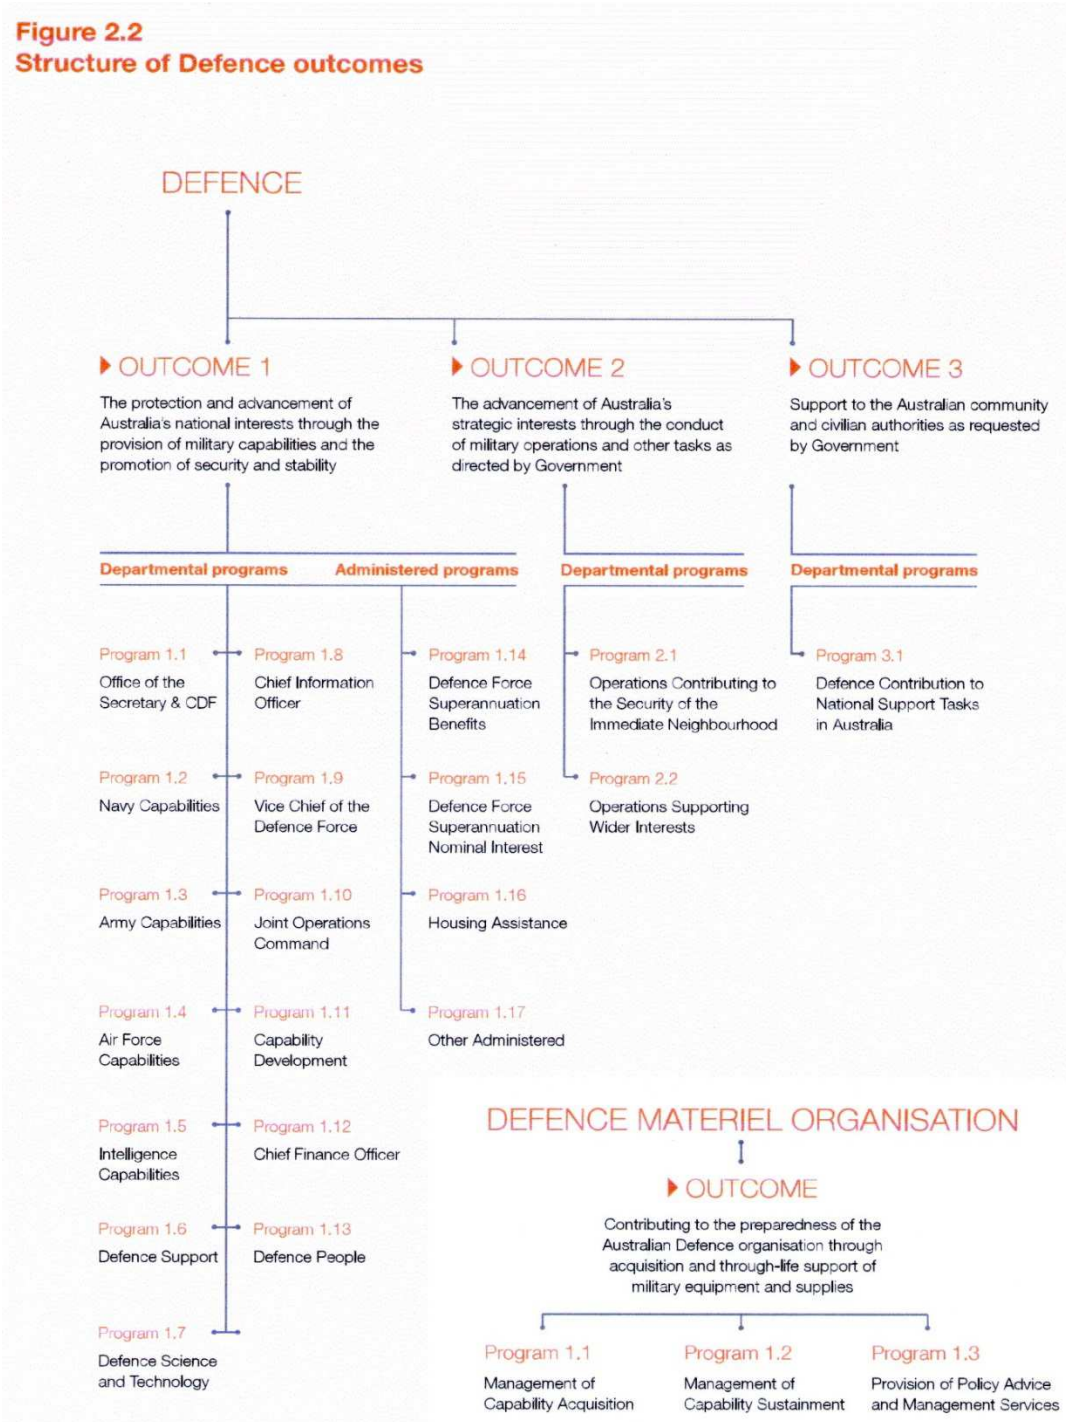 Figure 2.2
Structure of Defence outcomes
DEFENCE
OUTCOME 1
The protection and advancement of
Australia's national interests through the
provision of military capabilities and the
promotion of security and stability
OUTCOME 2
The advancement of Australia's
strategic interests through the conduct
of military operations and other tasks as
directed by Government
OUTCOME 3
Support to the Australian community
and civilian authorities as requested
by Government
Departmental programs
Program 1.1
Office of the
Secretary & CDF
Program 1.2
Navy Capabilities
Program 1.3
Army Capabilities
Program 1.4
Air Force
Capabilities
Program 1.5
Intelligence
Capabilities
Program 1.6
Defence Support
Program 1.7
Defence Science
and Technology
Program 1.8
Chief Information
Officer
Program 1.9
Vice Chief of the
Defence Force
Program 1.10
Joint Operations
Command
Program 1.11
Capability
Development
Program 1.12
Chief Finance Officer
Program 1.13
Defence People
Administered programs
Program 1.14
Defence Force
Superannuation
Benefits
Program 1.15
Defence Force
Superannuation
Nominal Interest
Program 1.16
Housing Assistance
Program 1.17
Other Administered
Departmental programs
Program 2.1
Operations Contributing to
the Security of the
Immediate Neighbourhood
Program 2.2
Operations Supporting
Wider Interests
Departmental programs
Program 3.1
Defence Contribution to
National Support Tasks
in Australia
DEFENCE MATERIEL ORGANISATION
OUTCOME
Contributing to the preparedness of the
Australian Defence organisation through
acquisition and through-life support of
military equipment and supplies
Program 1.1
Management of
Capability Acquisition
Program 1.2
Management of
Capability Sustainment
Program 1.3
Provision of Policy Advice
and Management Services